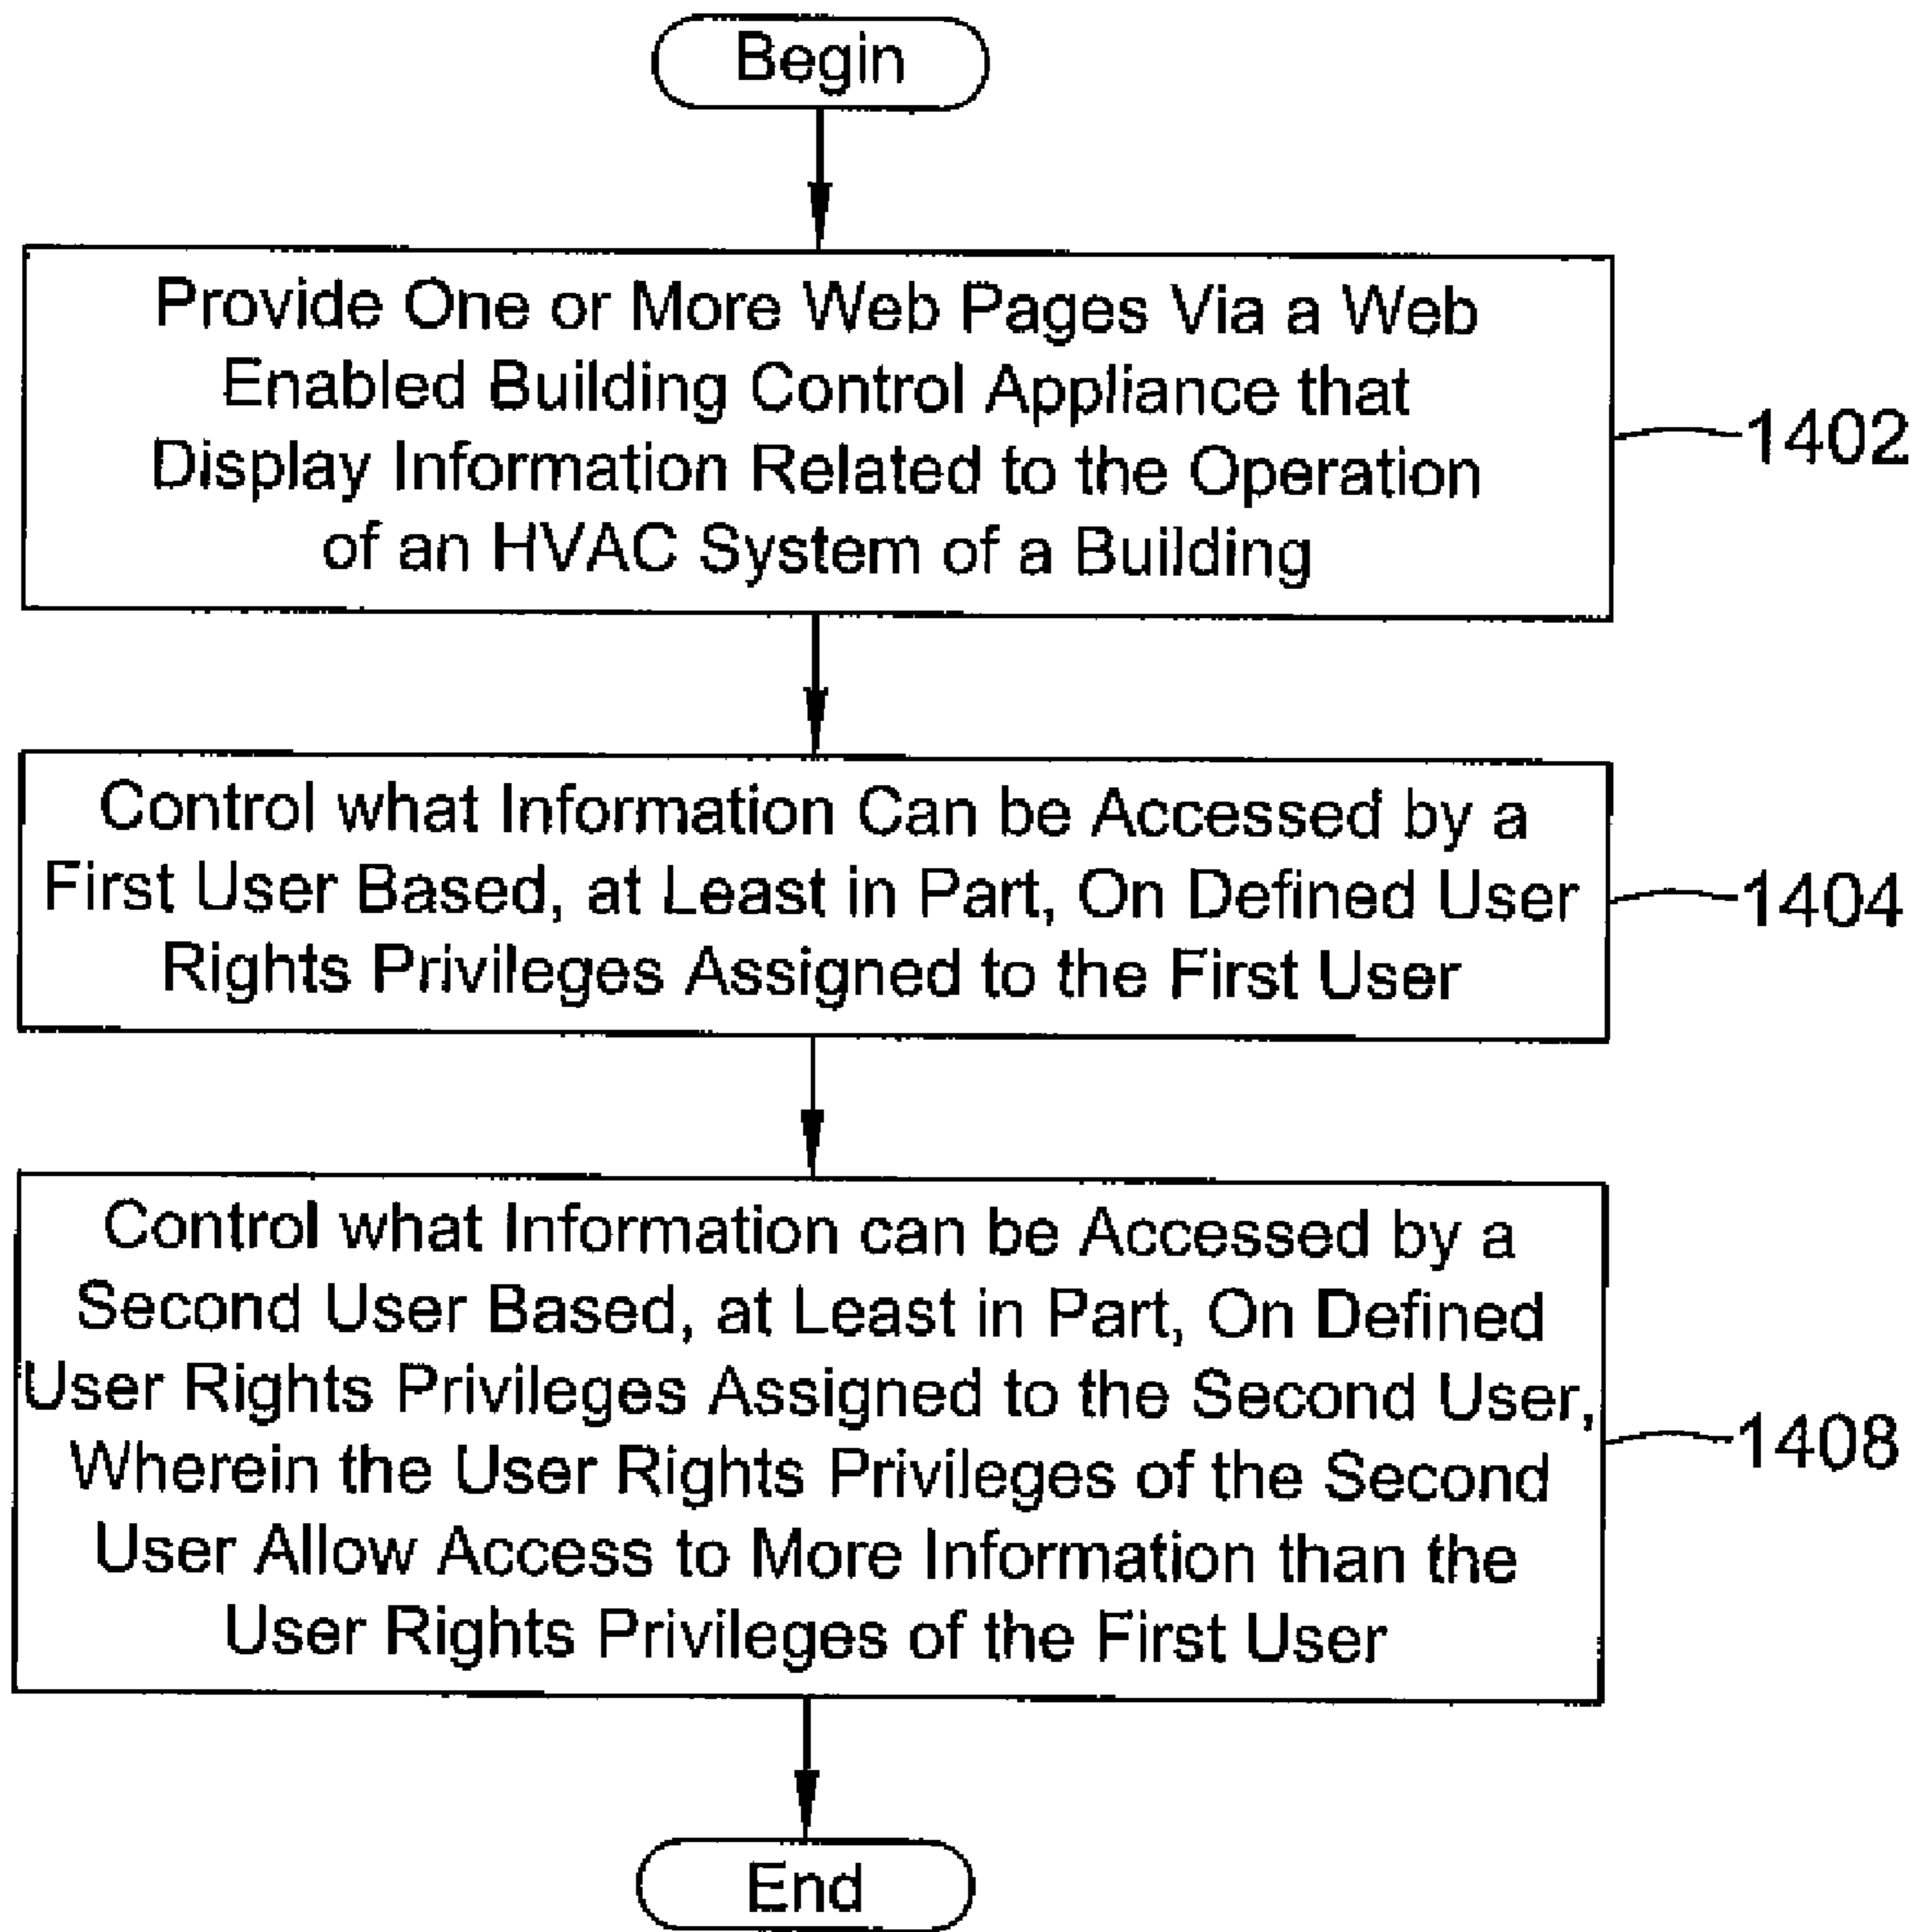 Begin
Provide One or More Web Pages Via a Web
Enabled Building Control Appliance that
Display Information Related to the Operation
of an HVAC System of a Building
1402
Control what Information Can be Accessed by a
First User Based, at Least in Part, On Defined User
Rights Privileges Assigned to the First User
1404
Control what Information can be Accessed by a
Second User Based, at Least in Part, On Defined
User Rights Privileges Assigned to the Second User,
Wherein the User Rights Privileges of the Second
User Allow Access to More Information than the
User Rights Privileges of the First User
1408
End